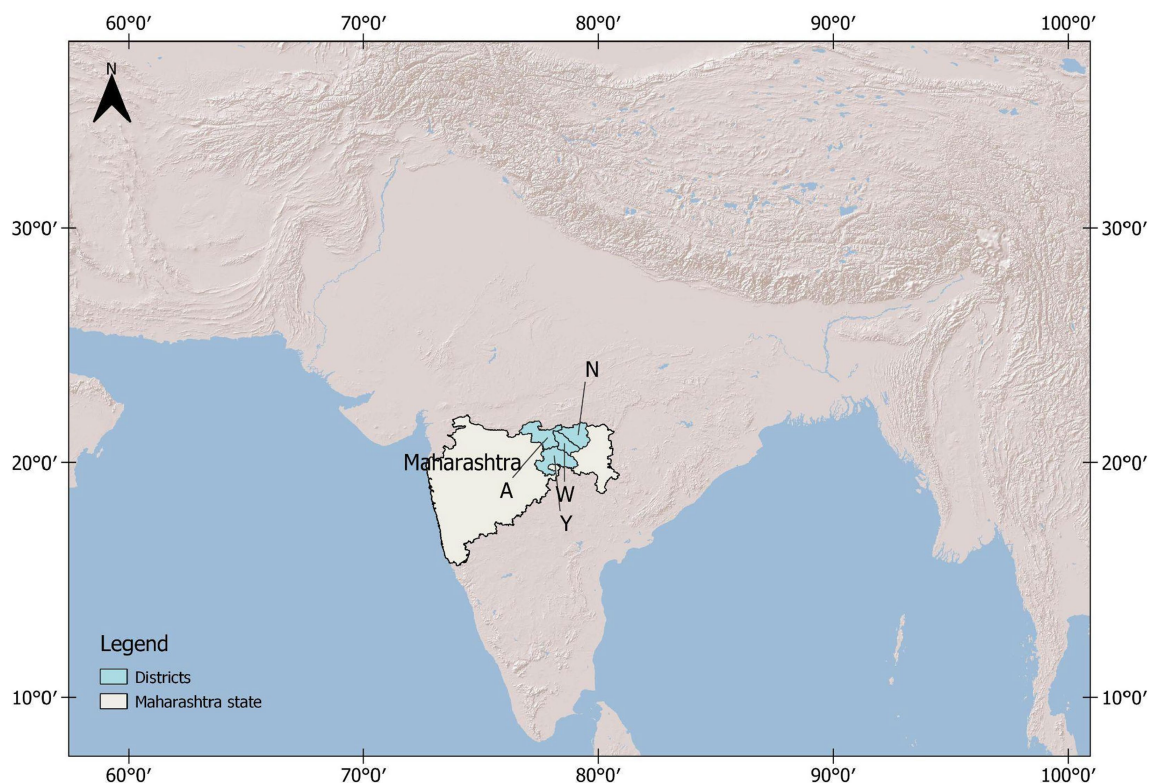 60°0′ 70°0′ 80°0′ 90°0′ 100°0′
N
30°0′ 30°0′
N
20°0′ Maharashtra 20°0′
A W
Y
Legend
Districts
Maharashtra state
10°0′ 10°0′
60°0′ 70°0′ 80°0′ 90°0′ 100°0′